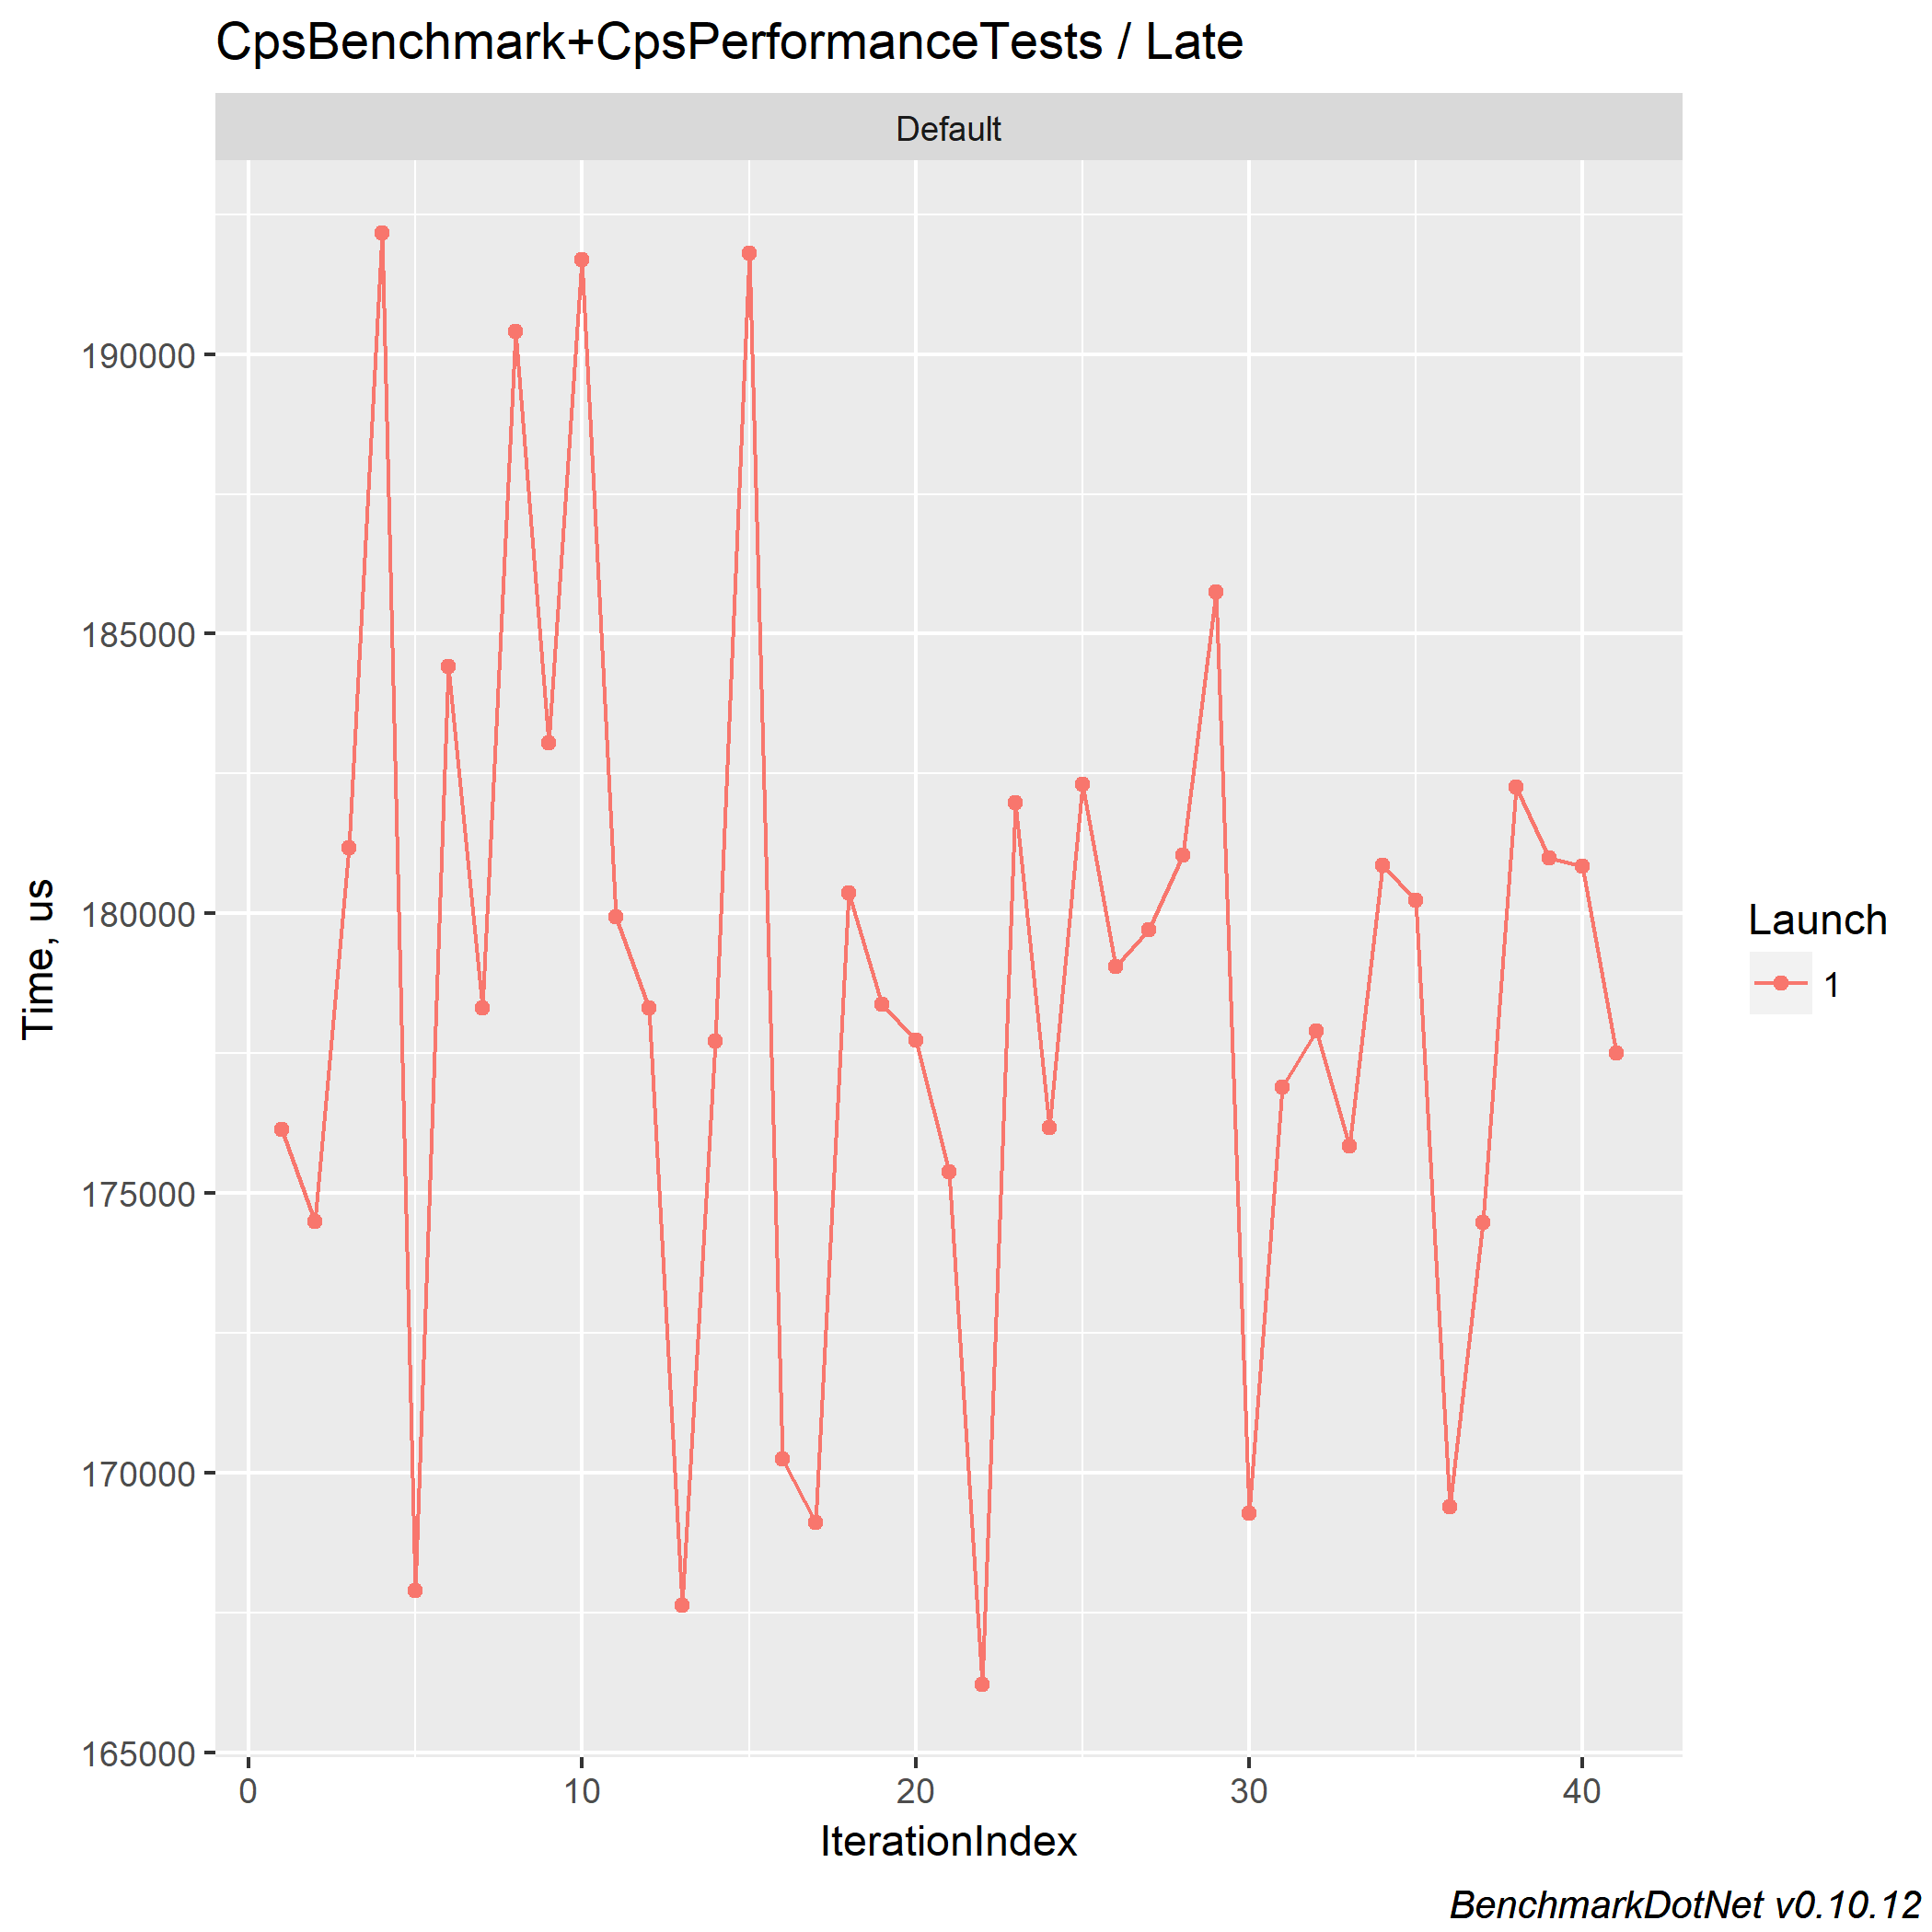 CpsBenchmark+CpsPerformanceTests / Late
Default
190000
185000
180000
175000
170000
165000
Time, us
0 10 20 30 40
IterationIndex
Launch
1
BenchmarkDotNet v0.10.12